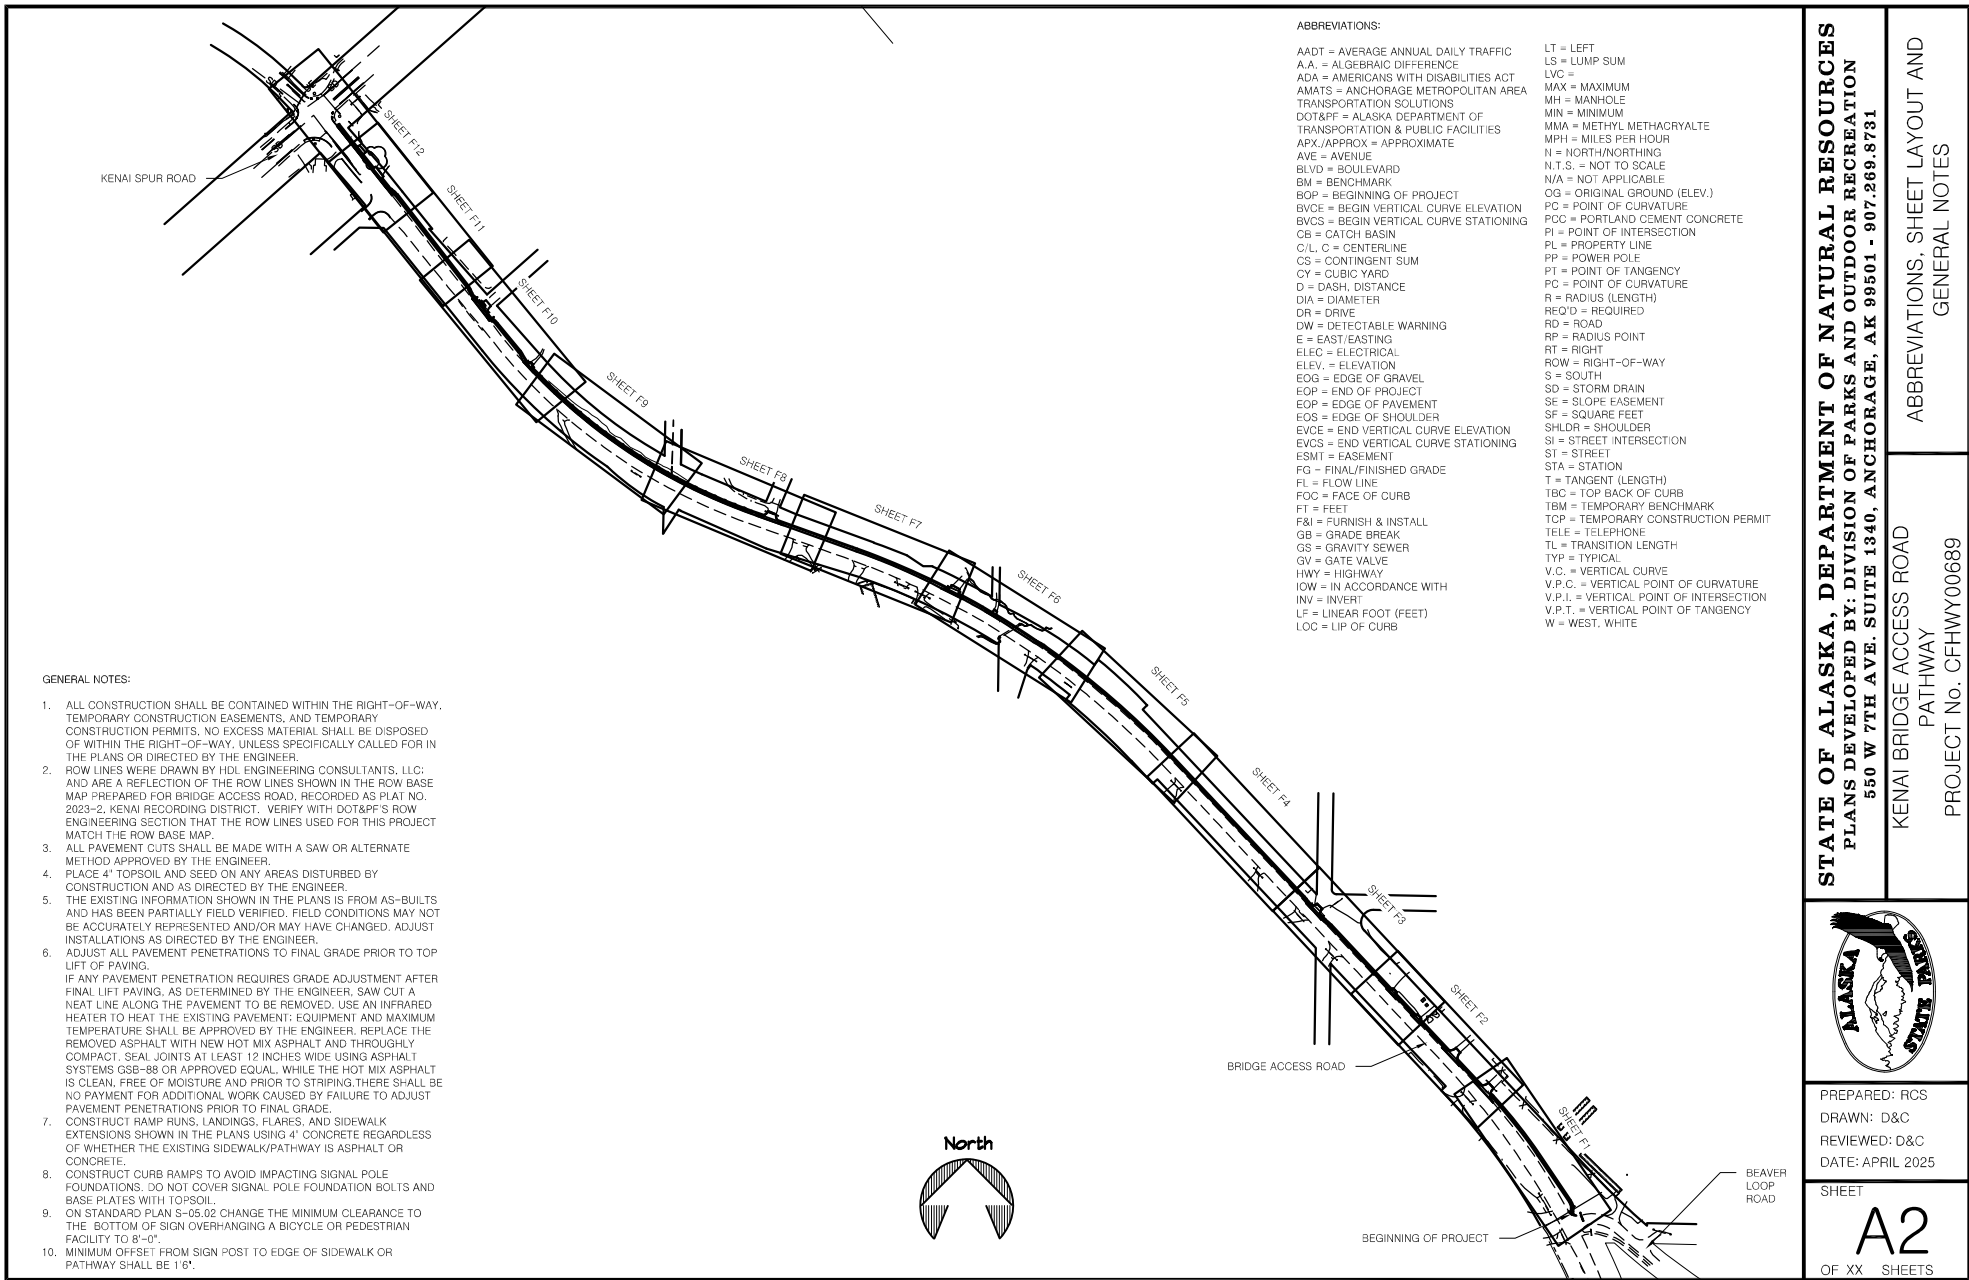 ABBREVIATIONS:
AADT = AVERAGE ANNUAL DAILY TRAFFIC
A.A. = ALGEBRAIC DIFFERENCE
ADA = AMERICANS WITH DISABILITIES ACT
AMATS = ANCHORAGE METROPOLITAN AREA
TRANSPORTATION SOLUTIONS
DOT&PF = ALASKA DEPARTMENT OF
TRANSPORTATION & PUBLIC FACILITIES
APX./APPROX = APPROXIMATE
AVE = AVENUE
BLVD = BOULEVARD
BM = BENCHMARK
BOP = BEGINNING OF PROJECT
BVCE = BEGIN VERTICAL CURVE ELEVATION
BVCS = BEGIN VERTICAL CURVE STATIONING
CB = CATCH BASIN
C/L, C = CENTERLINE
CS = CONTINGENT SUM
CY = CUBIC YARD
D = DASH, DISTANCE
DIA = DIAMETER
DR = DRIVE
DW = DETECTABLE WARNING
E = EAST/EASTING
ELEC = ELECTRICAL
ELEV. = ELEVATION
EOG = EDGE OF GRAVEL
EOP = END OF PROJECT
EOP = EDGE OF PAVEMENT
EOS = EDGE OF SHOULDER
EVCE = END VERTICAL CURVE ELEVATION
EVCS = END VERTICAL CURVE STATIONING
ESMT = EASEMENT
FG - FINAL/FINISHED GRADE
FL = FLOW LINE
FOC = FACE OF CURB
FT = FEET
F&I = FURNISH & INSTALL
GB = GRADE BREAK
GS = GRAVITY SEWER
GV = GATE VALVE
HWY = HIGHWAY
IOW = IN ACCORDANCE WITH
INV = INVERT
LF = LINEAR FOOT (FEET)
LOC = LIP OF CURB
LT = LEFT
LS = LUMP SUM
LVC =
MAX = MAXIMUM
MH = MANHOLE
MIN = MINIMUM
MMA = METHYL METHACRYALTE
MPH = MILES PER HOUR
N = NORTH/NORTHING
N.T.S. = NOT TO SCALE
N/A = NOT APPLICABLE
OG = ORIGINAL GROUND (ELEV.)
PC = POINT OF CURVATURE
PCC = PORTLAND CEMENT CONCRETE
PI = POINT OF INTERSECTION
PL = PROPERTY LINE
PP = POWER POLE
PT = POINT OF TANGENCY
PC = POINT OF CURVATURE
R = RADIUS (LENGTH)
REQ'D = REQUIRED
RD = ROAD
RP = RADIUS POINT
RT = RIGHT
ROW = RIGHT-OF-WAY
S = SOUTH
SD = STORM DRAIN
SE = SLOPE EASEMENT
SF = SQUARE FEET
SHLDR = SHOULDER
SI = STREET INTERSECTION
ST = STREET
STA = STATION
T = TANGENT (LENGTH)
TBC = TOP BACK OF CURB
TBM = TEMPORARY BENCHMARK
TCP = TEMPORARY CONSTRUCTION PERMIT
TELE = TELEPHONE
TL = TRANSITION LENGTH
TYP = TYPICAL
V.C. = VERTICAL CURVE
V.P.C. = VERTICAL POINT OF CURVATURE
V.P.I. = VERTICAL POINT OF INTERSECTION
V.P.T. = VERTICAL POINT OF TANGENCY
W = WEST, WHITE
KENAI SPUR ROAD
SHEET F12
SHEET F11
SHEET F10
SHEET F9
SHEET F8
SHEET F7
SHEET F6
SHEET F5
SHEET F4
SHEET F3
SHEET F2
SHEET F1
BRIDGE ACCESS ROAD
BEGINNING OF PROJECT
BEAVER
LOOP
ROAD
North
GENERAL NOTES:
1. ALL CONSTRUCTION SHALL BE CONTAINED WITHIN THE RIGHT-OF-WAY,
TEMPORARY CONSTRUCTION EASEMENTS, AND TEMPORARY
CONSTRUCTION PERMITS. NO EXCESS MATERIAL SHALL BE DISPOSED
OF WITHIN THE RIGHT-OF-WAY, UNLESS SPECIFICALLY CALLED FOR IN
THE PLANS OR DIRECTED BY THE ENGINEER.
2. ROW LINES WERE DRAWN BY HDL ENGINEERING CONSULTANTS, LLC;
AND ARE A REFLECTION OF THE ROW LINES SHOWN IN THE ROW BASE
MAP PREPARED FOR BRIDGE ACCESS ROAD, RECORDED AS PLAT NO.
2023-2, KENAI RECORDING DISTRICT. VERIFY WITH DOT&PF'S ROW
ENGINEERING SECTION THAT THE ROW LINES USED FOR THIS PROJECT
MATCH THE ROW BASE MAP.
3. ALL PAVEMENT CUTS SHALL BE MADE WITH A SAW OR ALTERNATE
METHOD APPROVED BY THE ENGINEER.
4. PLACE 4" TOPSOIL AND SEED ON ANY AREAS DISTURBED BY
CONSTRUCTION AND AS DIRECTED BY THE ENGINEER.
5. THE EXISTING INFORMATION SHOWN IN THE PLANS IS FROM AS-BUILTS
AND HAS BEEN PARTIALLY FIELD VERIFIED. FIELD CONDITIONS MAY NOT
BE ACCURATELY REPRESENTED AND/OR MAY HAVE CHANGED. ADJUST
INSTALLATIONS AS DIRECTED BY THE ENGINEER.
6. ADJUST ALL PAVEMENT PENETRATIONS TO FINAL GRADE PRIOR TO TOP
LIFT OF PAVING.
IF ANY PAVEMENT PENETRATION REQUIRES GRADE ADJUSTMENT AFTER
FINAL LIFT PAVING, AS DETERMINED BY THE ENGINEER, SAW CUT A
NEAT LINE ALONG THE PAVEMENT TO BE REMOVED. USE AN INFRARED
HEATER TO HEAT THE EXISTING PAVEMENT; EQUIPMENT AND MAXIMUM
TEMPERATURE SHALL BE APPROVED BY THE ENGINEER. REPLACE THE
REMOVED ASPHALT WITH NEW HOT MIX ASPHALT AND THROUGHLY
COMPACT. SEAL JOINTS AT LEAST 12 INCHES WIDE USING ASPHALT
SYSTEMS GSB-88 OR APPROVED EQUAL, WHILE THE HOT MIX ASPHALT
IS CLEAN, FREE OF MOISTURE AND PRIOR TO STRIPING.THERE SHALL BE
NO PAYMENT FOR ADDITIONAL WORK CAUSED BY FAILURE TO ADJUST
PAVEMENT PENETRATIONS PRIOR TO FINAL GRADE.
7. CONSTRUCT RAMP RUNS, LANDINGS, FLARES, AND SIDEWALK
EXTENSIONS SHOWN IN THE PLANS USING 4" CONCRETE REGARDLESS
OF WHETHER THE EXISTING SIDEWALK/PATHWAY IS ASPHALT OR
CONCRETE.
8. CONSTRUCT CURB RAMPS TO AVOID IMPACTING SIGNAL POLE
FOUNDATIONS. DO NOT COVER SIGNAL POLE FOUNDATION BOLTS AND
BASE PLATES WITH TOPSOIL.
9. ON STANDARD PLAN S-05.02 CHANGE THE MINIMUM CLEARANCE TO
THE BOTTOM OF SIGN OVERHANGING A BICYCLE OR PEDESTRIAN
FACILITY TO 8'-0".
10. MINIMUM OFFSET FROM SIGN POST TO EDGE OF SIDEWALK OR
PATHWAY SHALL BE 1'6".
STATE OF ALASKA, DEPARTMENT OF NATURAL RESOURCES
PLANS DEVELOPED BY: DIVISION OF PARKS AND OUTDOOR RECREATION
550 W 7TH AVE. SUITE 1340, ANCHORAGE, AK 99501 - 907.269.8731
ABBREVIATIONS, SHEET LAYOUT AND
GENERAL NOTES
KENAI BRIDGE ACCESS ROAD
PATHWAY
PROJECT No. CFHWY00689
ALASKA
STATE PARKS
PREPARED: RCS
DRAWN: D&C
REVIEWED: D&C
DATE: APRIL 2025
SHEET
A2
OF XX SHEETS